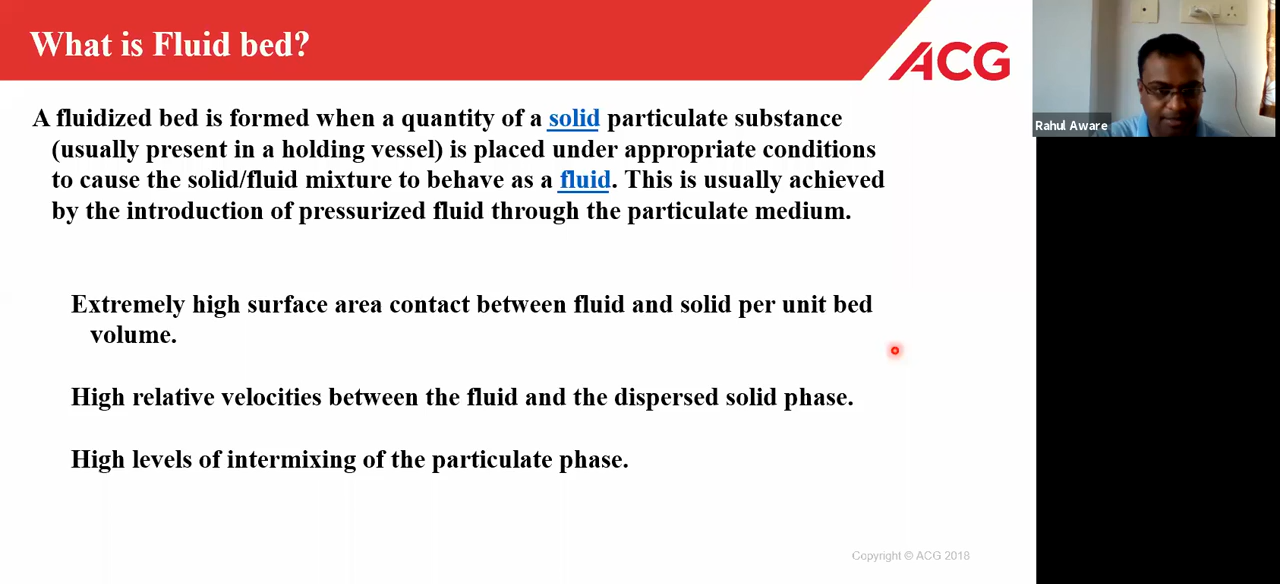 What is Fluid bed?
ACG
Rahul Aware
A fluidized bed is formed when a quantity of a solid particulate substance
(usually present in a holding vessel) is placed under appropriate conditions
to cause the solid/fluid mixture to behave as a fluid. This is usually achieved
by the introduction of pressurized fluid through the particulate medium.
Extremely high surface area contact between fluid and solid per unit bed
volume.
High relative velocities between the fluid and the dispersed solid phase.
High levels of intermixing of the particulate phase.
Copyright © ACG 2018